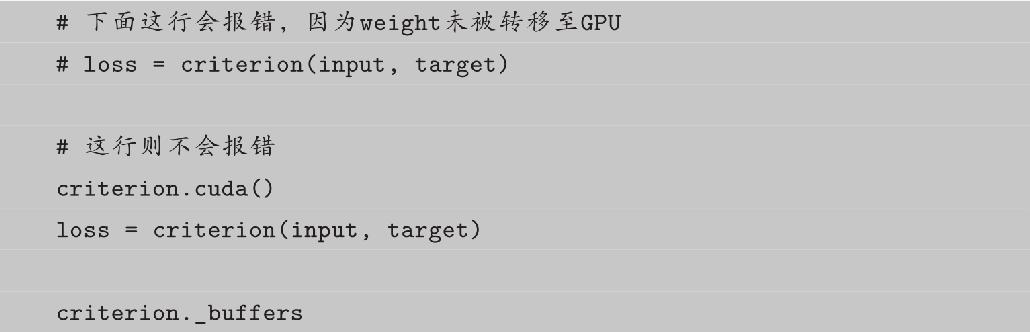 # 下面这行会报错，因为weight未被转移至GPU
# loss = criterion(input, target)
# 这行则不会报错
criterion.cuda()
loss = criterion(input, target)
criterion._buffers